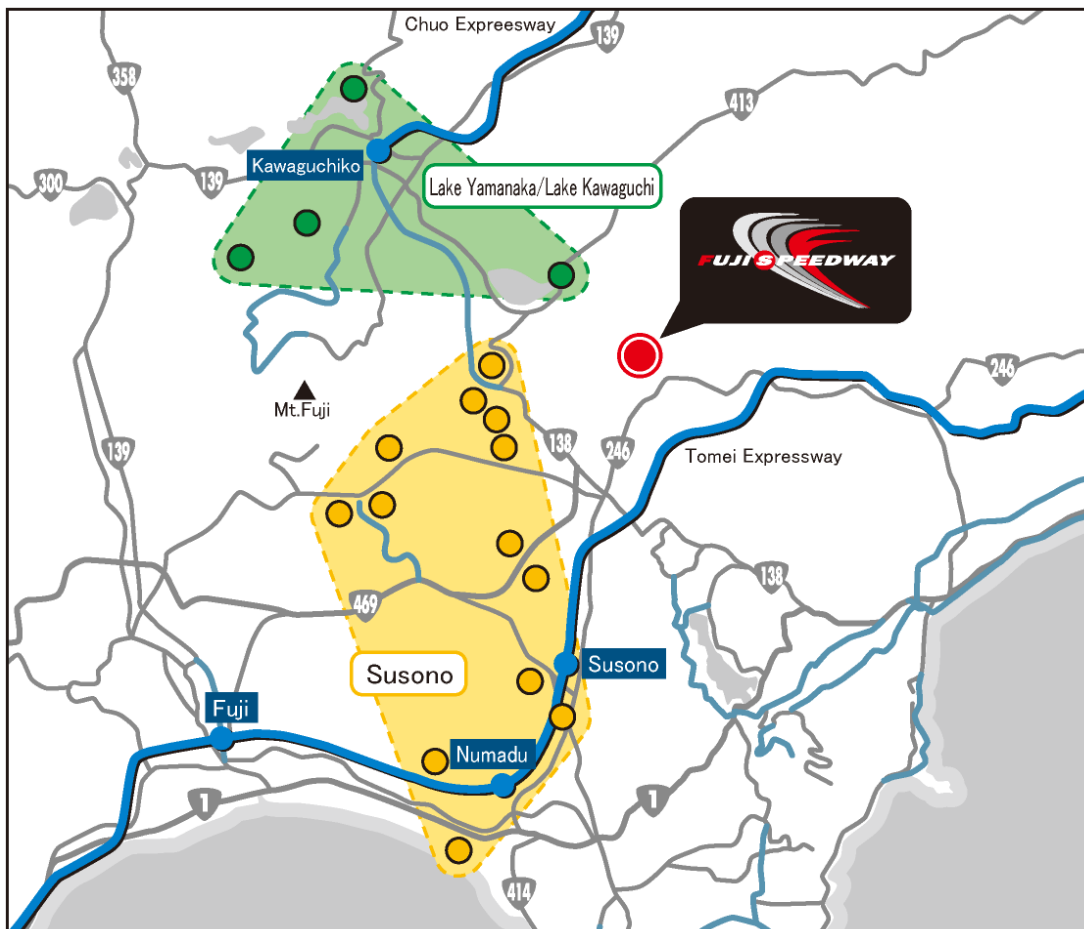 Chuo Expreesway
139
358
413
Kawaguchiko
Lake Yamanaka/Lake Kawaguchi
139
300
FUJI SPEEDWAY
246
Mt.Fuji
139
138
246
Tomei Expressway
138
469
Susono
Susono
Fuji
Numadu
1
1
414